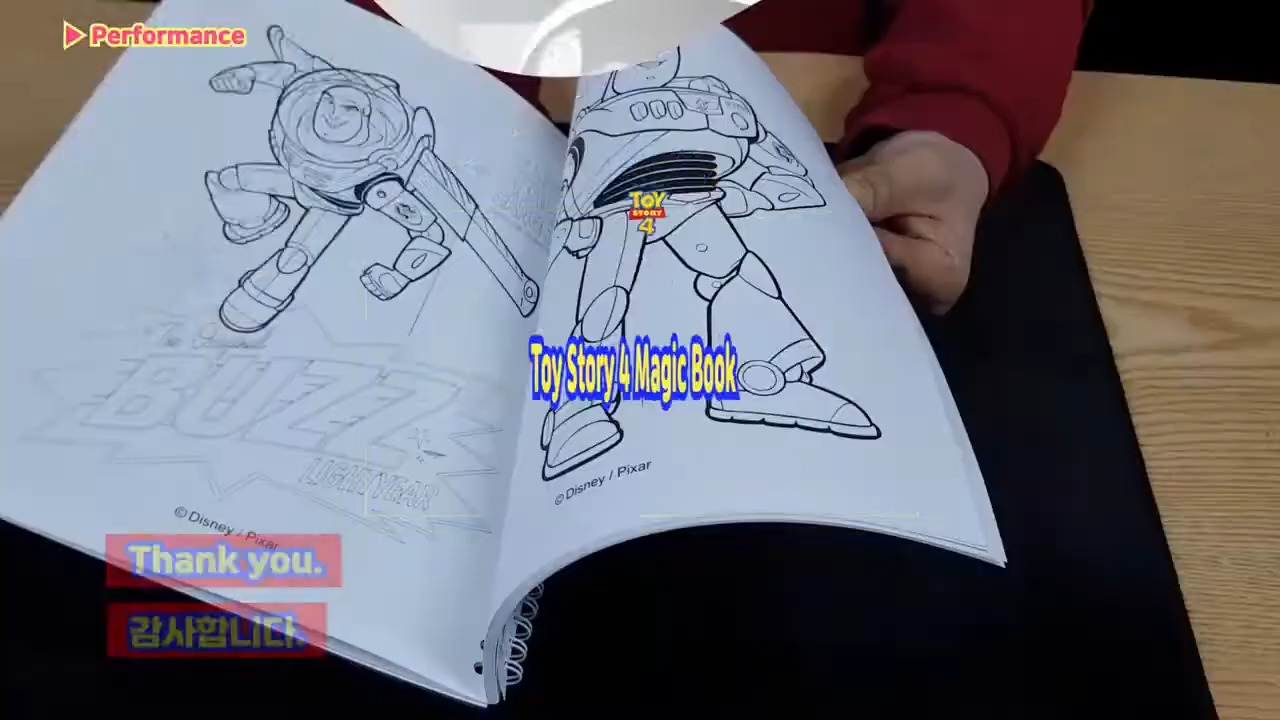 Performance
TOY
STORY
4
Toy Story 4 Magic Book
BUZZ
LIGHTYEAR
©Disney / Pixar
©Disney / Pixar
Thank you.
감사합니다.